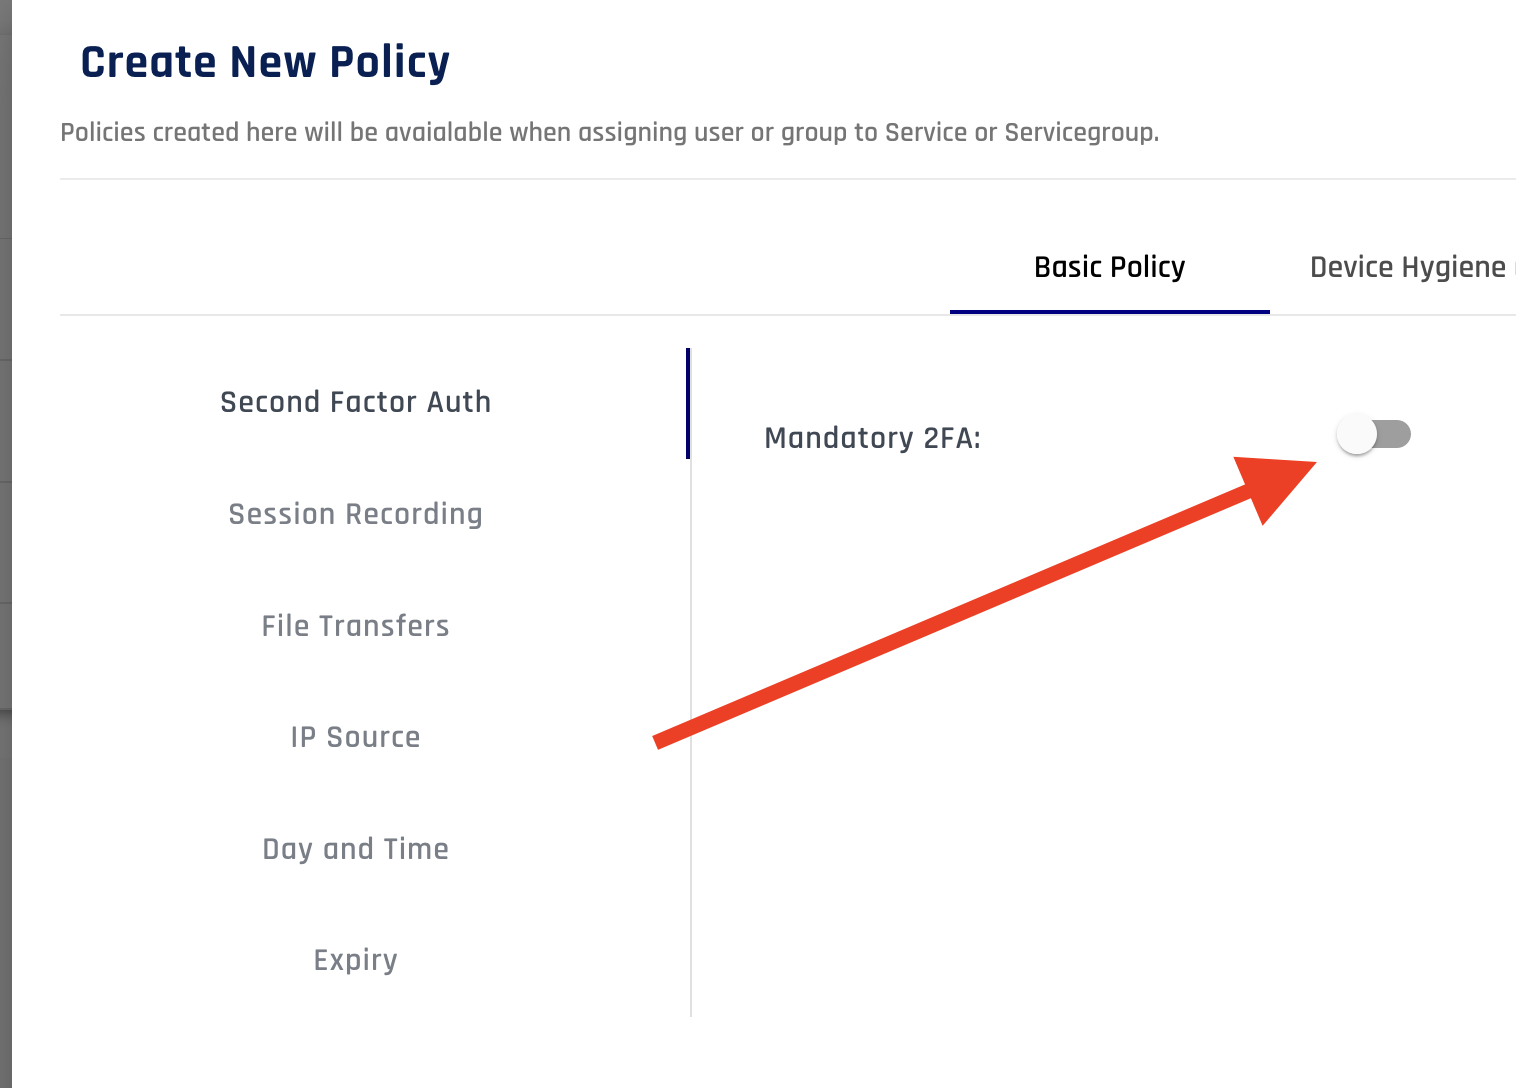 Create New Policy
Policies created here will be avaialable when assigning user or group to Service or Servicegroup.
Basic Policy
Device Hygiene
Second Factor Auth
Mandatory 2FA:
Session Recording
File Transfers
IP Source
Day and Time
Expiry